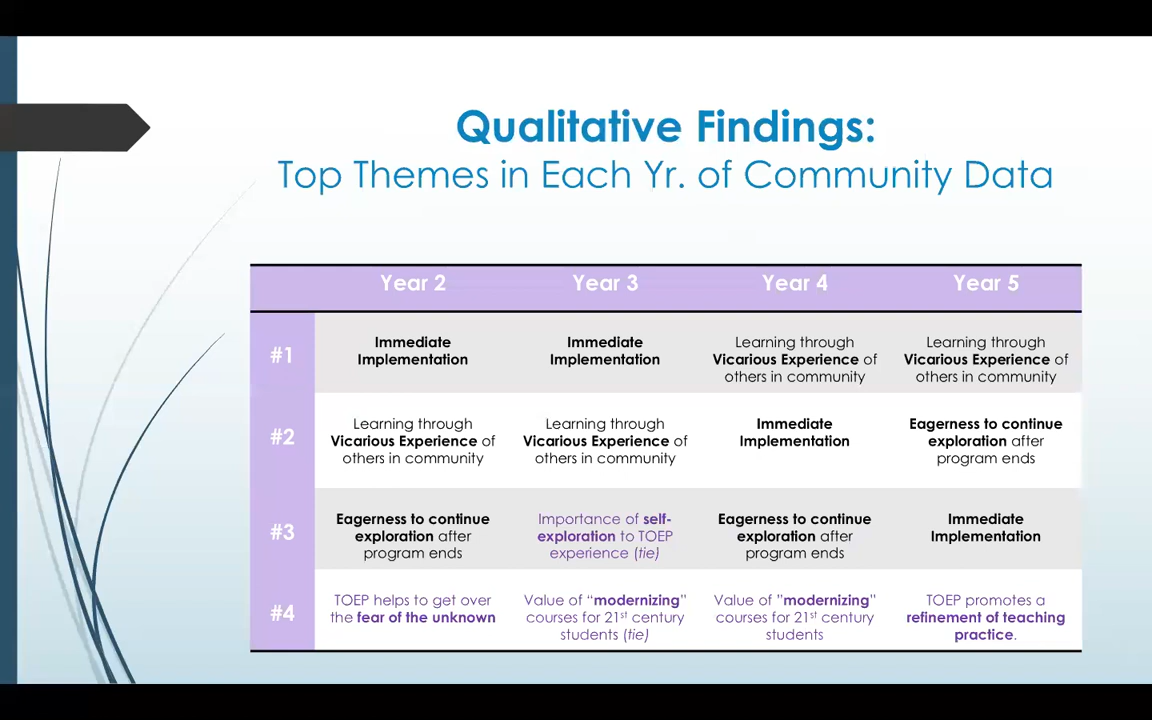 Qualitative Findings:
Top Themes in Each Yr. of Community Data
Year 2 Year 3 Year 4 Year 5
#1
Immediate
Implementation
Immediate
Implementation
Learning through
Vicarious Experience of
others in community
Learning through
Vicarious Experience of
others in community
#2
Learning through
Vicarious Experience of
others in community
Learning through
Vicarious Experience of
others in community
Immediate
Implementation
Eagerness to continue
exploration after
program ends
#3
Eagerness to continue
exploration after
program ends
Importance of self-
exploration to TOEP
experience (tie)
Eagerness to continue
exploration after
program ends
Immediate
Implementation
#4
TOEP helps to get over
the fear of the unknown
Value of “modernizing”
courses for 21st century
students (tie)
Value of ”modernizing”
courses for 21st century
students
TOEP promotes a
refinement of teaching
practice.